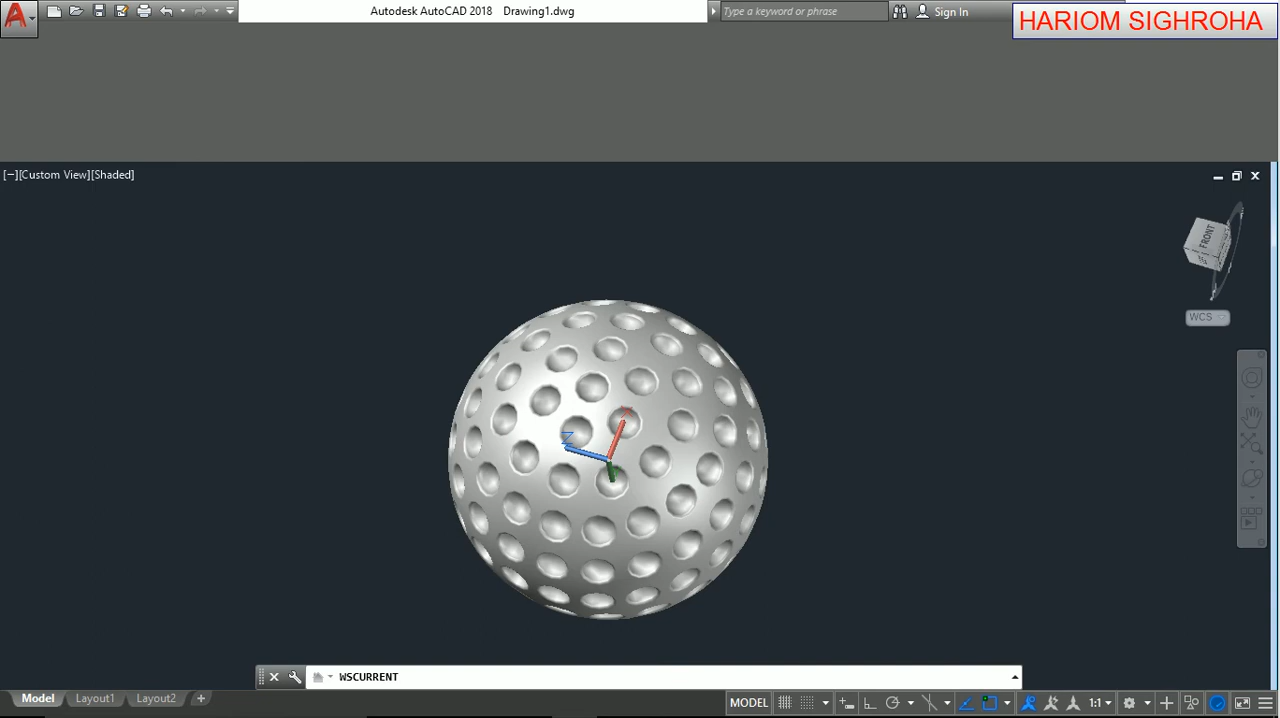 Autodesk AutoCAD 2018 Drawing1.dwg
Type a keyword or phrase
Sign In
HARIOM SIGHROHA
[−][Custom View][Shaded]
FRONT
WCS
Z
WSCURRENT
Model
Layout1
Layout2
MODEL
1:1